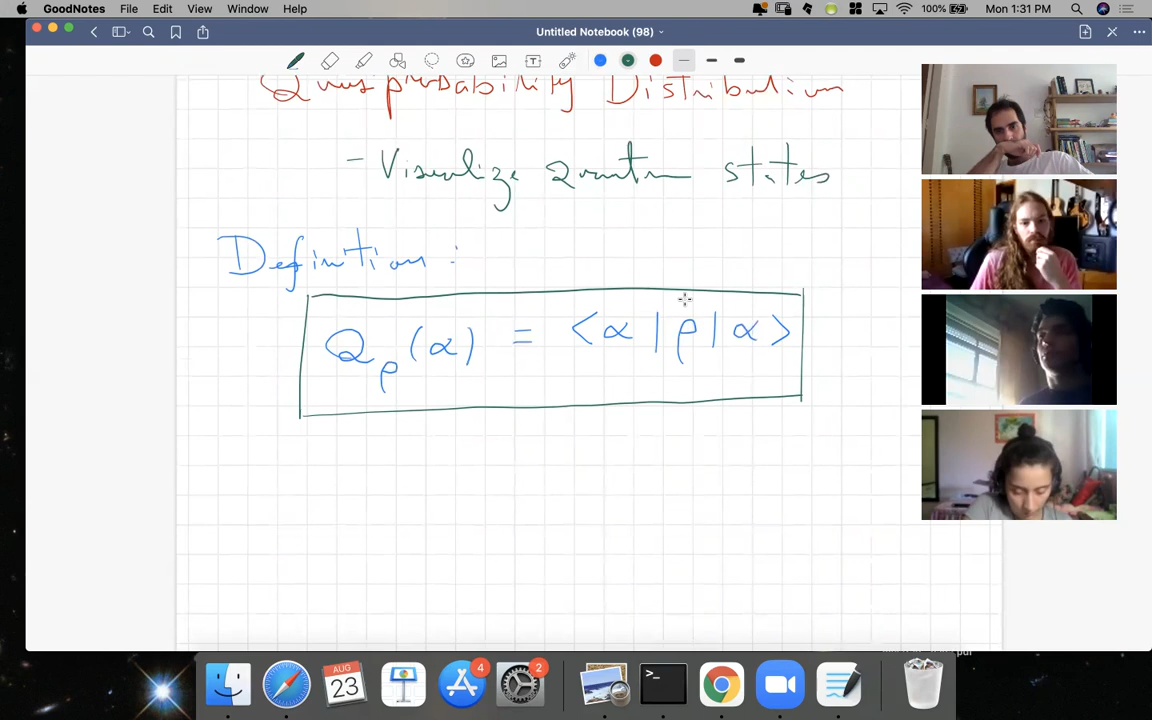 GoodNotes File Edit View Window Help 100% Mon 1:31 PM
Untitled Notebook (98)
Quasiprobability Distribution
- Visualize Quantum states
Definition :
Q_ρ(α) = <α|ρ|α>
AUG
23
4
2